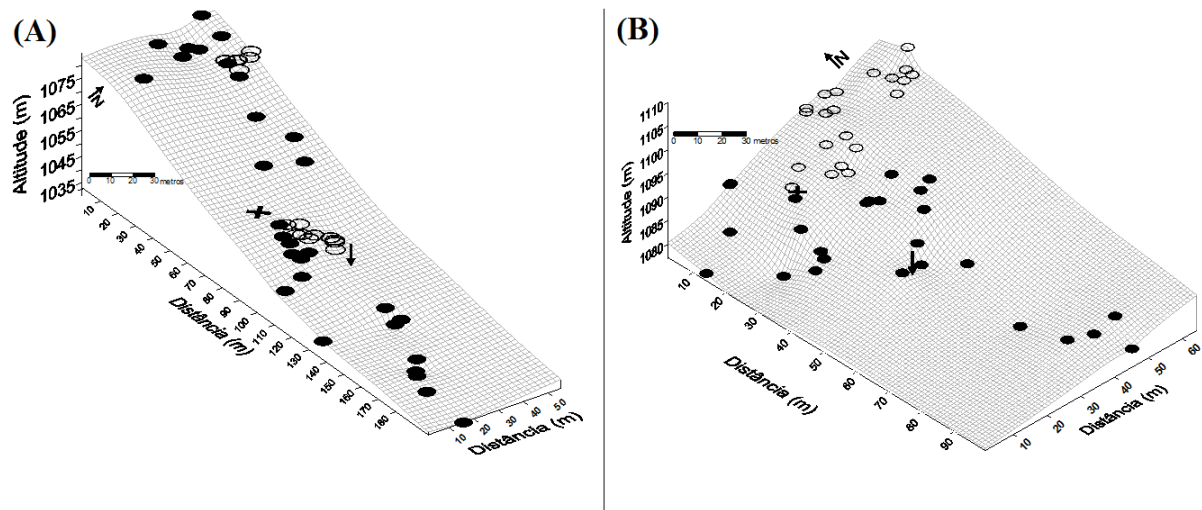 (A)
Altitude (m)
1075
1065
1055
1045
1035
N
0 10 20 30 metros
10 20 30 40 50 60 70 80 90 100 110 120 130 140 150 160 170 180
Distância (m)
10 20 30 40 50
Distância (m)
(B)
Altitude (m)
1110
1105
1100
1095
1090
1085
1080
N
0 10 20 30 metros
10 20 30 40 50 60 70 80 90
Distância (m)
10 20 30 40 50 60
Distância (m)